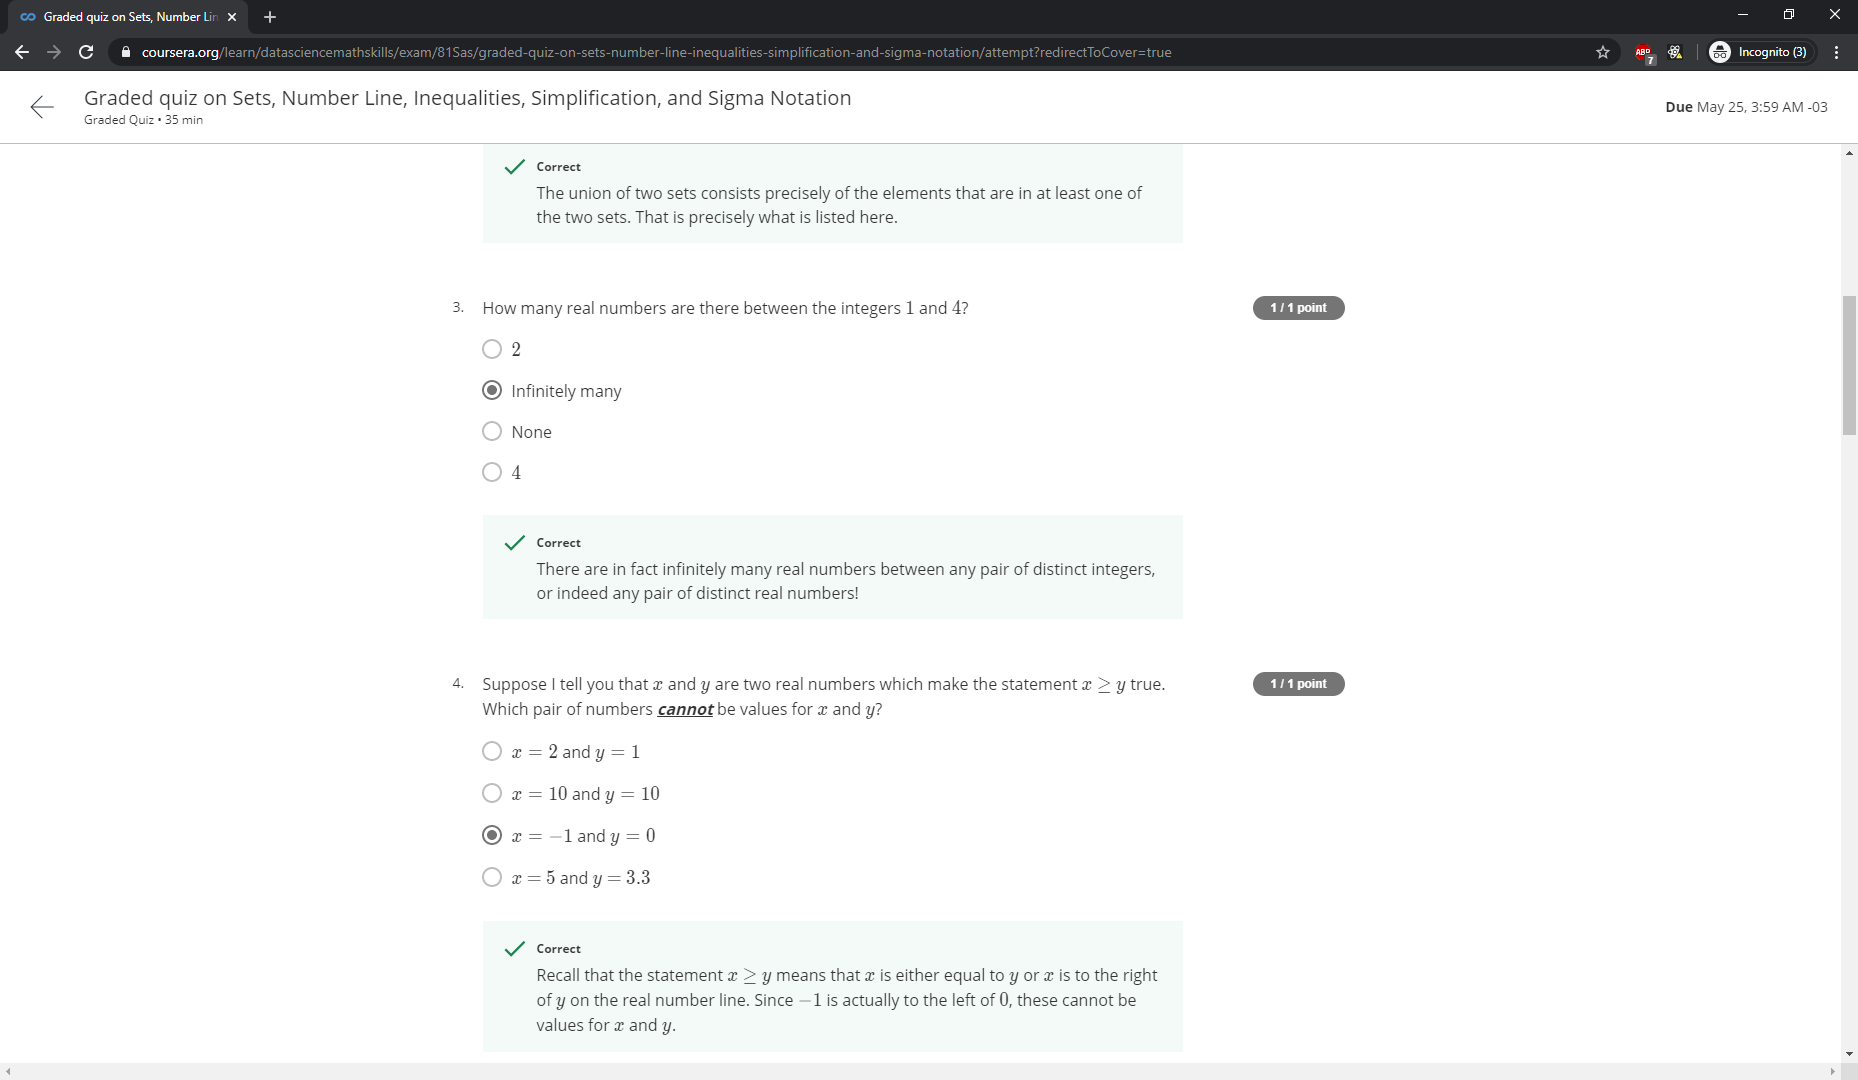 Graded quiz on Sets, Number Lin
coursera.org/learn/datasciencemathskills/exam/81Sas/graded-quiz-on-sets-number-line-inequalities-simplification-and-sigma-notation/attempt?redirectToCover=true
ABP
7
Incognito (3)
Graded quiz on Sets, Number Line, Inequalities, Simplification, and Sigma Notation
Graded Quiz • 35 min
Due May 25, 3:59 AM -03
Correct
The union of two sets consists precisely of the elements that are in at least one of
the two sets. That is precisely what is listed here.
3. How many real numbers are there between the integers 1 and 4?
1 / 1 point
2
Infinitely many
None
4
Correct
There are in fact infinitely many real numbers between any pair of distinct integers,
or indeed any pair of distinct real numbers!
4. Suppose I tell you that x and y are two real numbers which make the statement x ≥ y true.
1 / 1 point
Which pair of numbers cannot be values for x and y?
x = 2 and y = 1
x = 10 and y = 10
x = −1 and y = 0
x = 5 and y = 3.3
Correct
Recall that the statement x ≥ y means that x is either equal to y or x is to the right
of y on the real number line. Since −1 is actually to the left of 0, these cannot be
values for x and y.